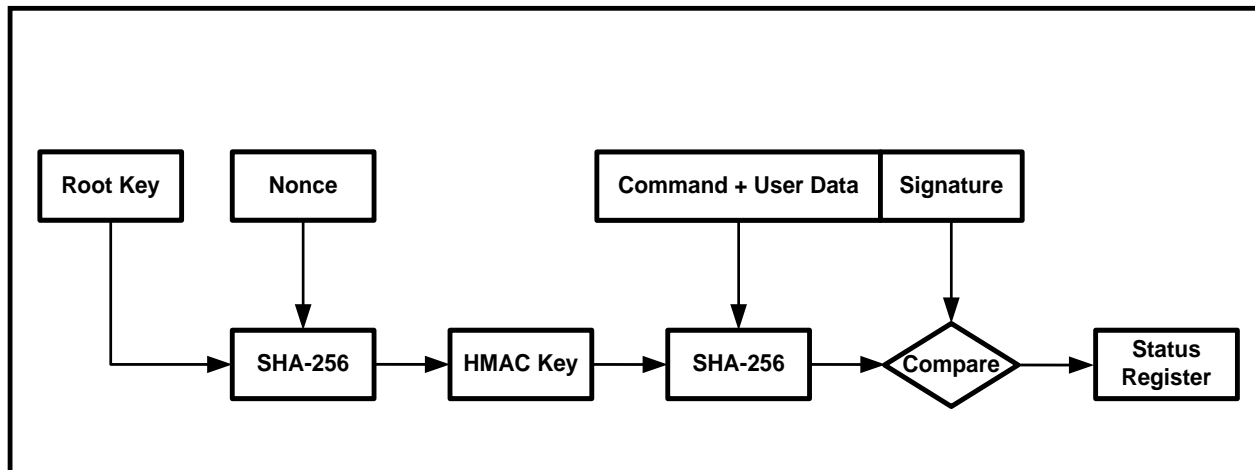 Root Key
Nonce
Command + User Data
Signature
SHA-256
HMAC Key
SHA-256
Compare
Status
Register